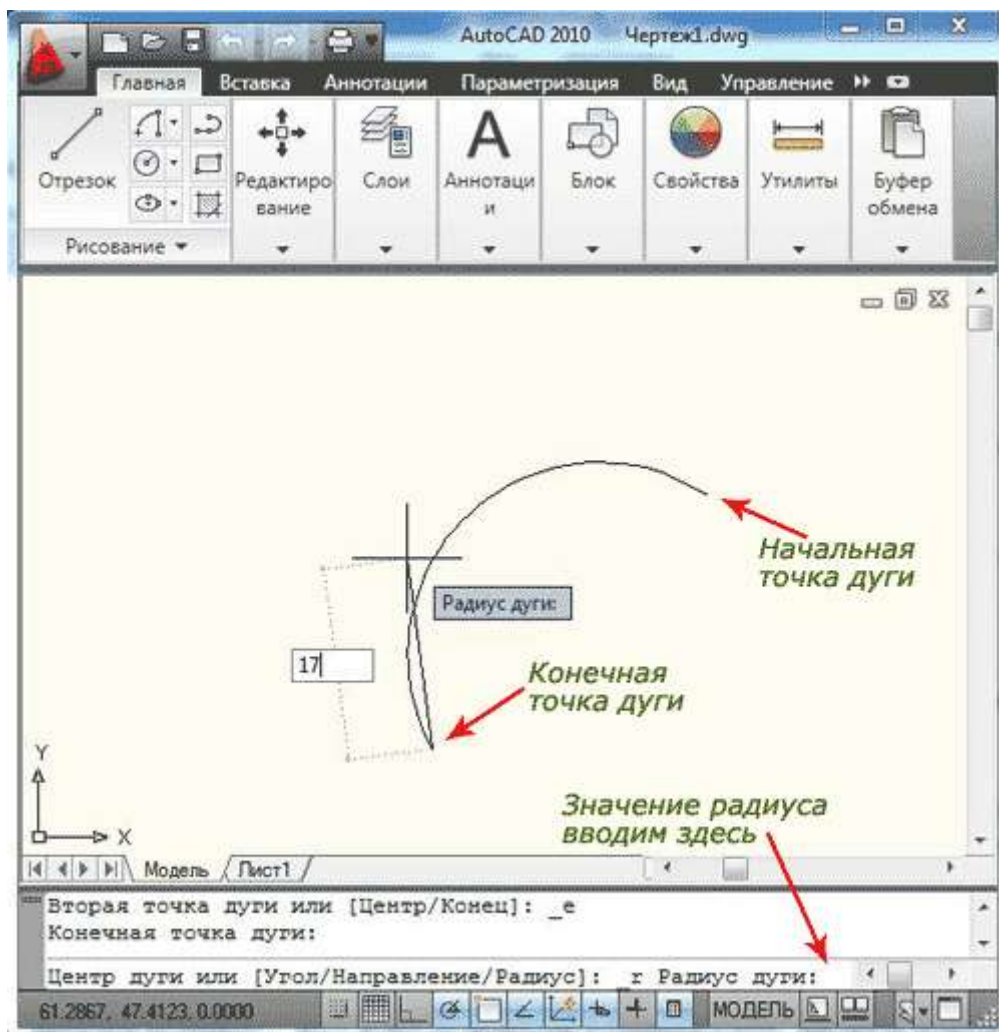 AutoCAD 2010 Чертеж1.dwg
Главная Вставка Аннотации Параметризация Вид Управление
Отрезок
Редактиро
вание
Слои
Аннотаци
и
Блок
Свойства
Утилиты
Буфер
обмена
Рисование
Начальная
точка дуги
Радиус дуги:
17
Конечная
точка дуги
Y
X
Значение радиуса
вводим здесь
Модель Лист1
Вторая точка дуги или [Центр/Конец]: _e
Конечная точка дуги:
Центр дуги или [Угол/Направление/Радиус]: _r Радиус дуги:
61.2867, 47.4123, 0.0000 МОДЕЛЬ